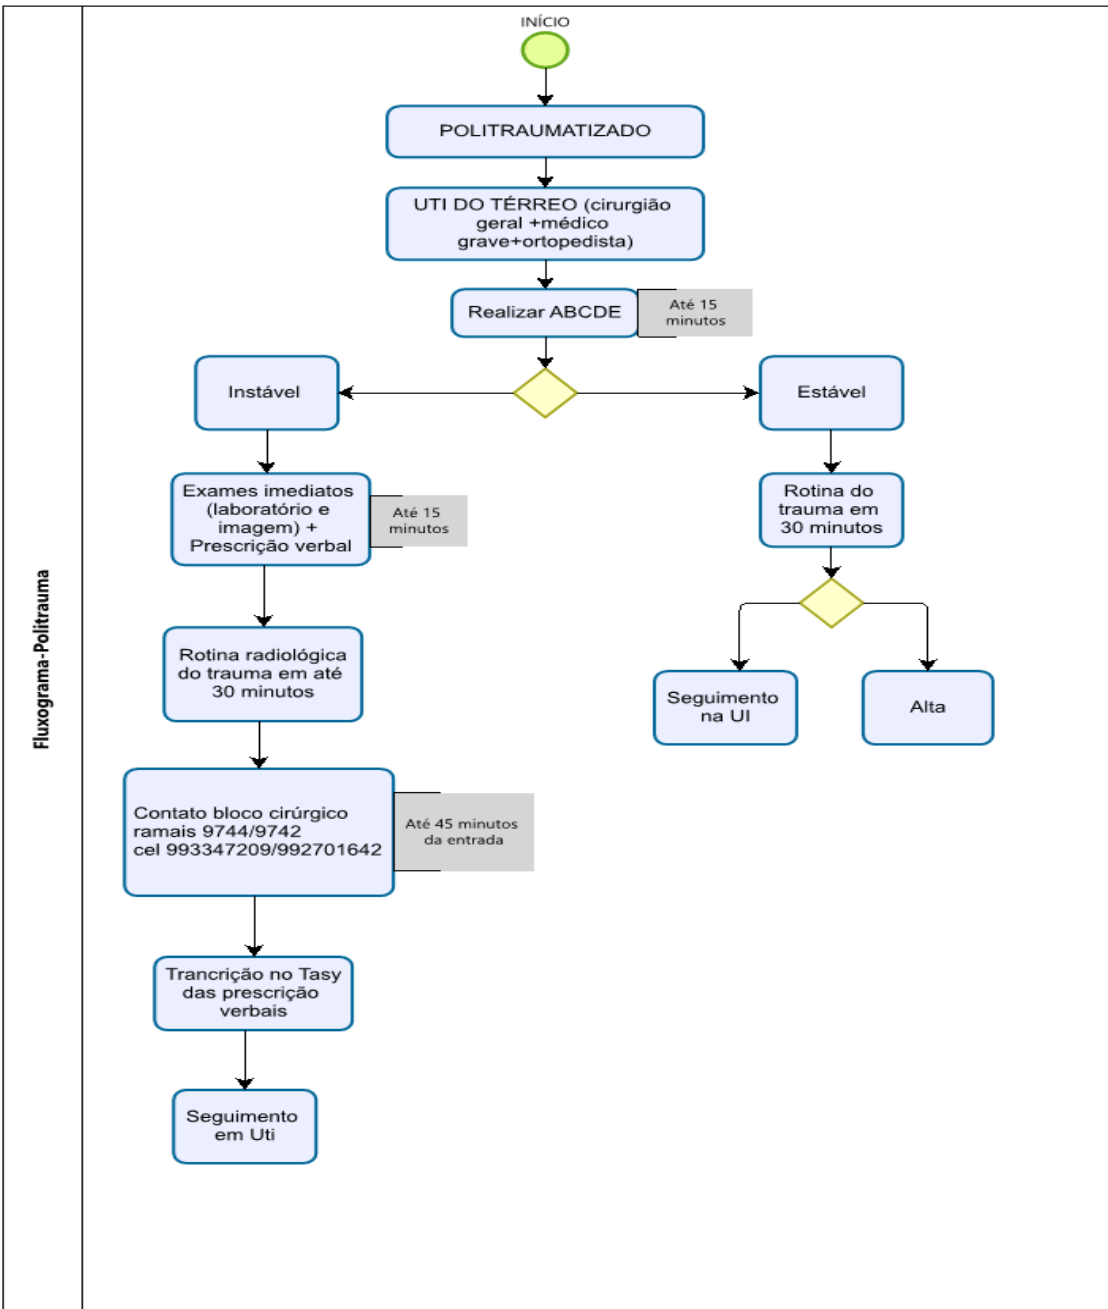 Fluxograma-Politrauma
INÍCIO
POLITRAUMATIZADO
UTI DO TÉRREO (cirurgião
geral +médico
grave+ortopedista)
Realizar ABCDE
Até 15
minutos
Instável
Estável
Exames imediatos
(laboratório e
imagem) +
Prescrição verbal
Até 15
minutos
Rotina do
trauma em
30 minutos
Rotina radiológica
do trauma em até
30 minutos
Seguimento
na UI
Alta
Contato bloco cirúrgico
ramais 9744/9742
cel 993347209/992701642
Até 45 minutos
da entrada
Trancrição no Tasy
das prescrição
verbais
Seguimento
em Uti